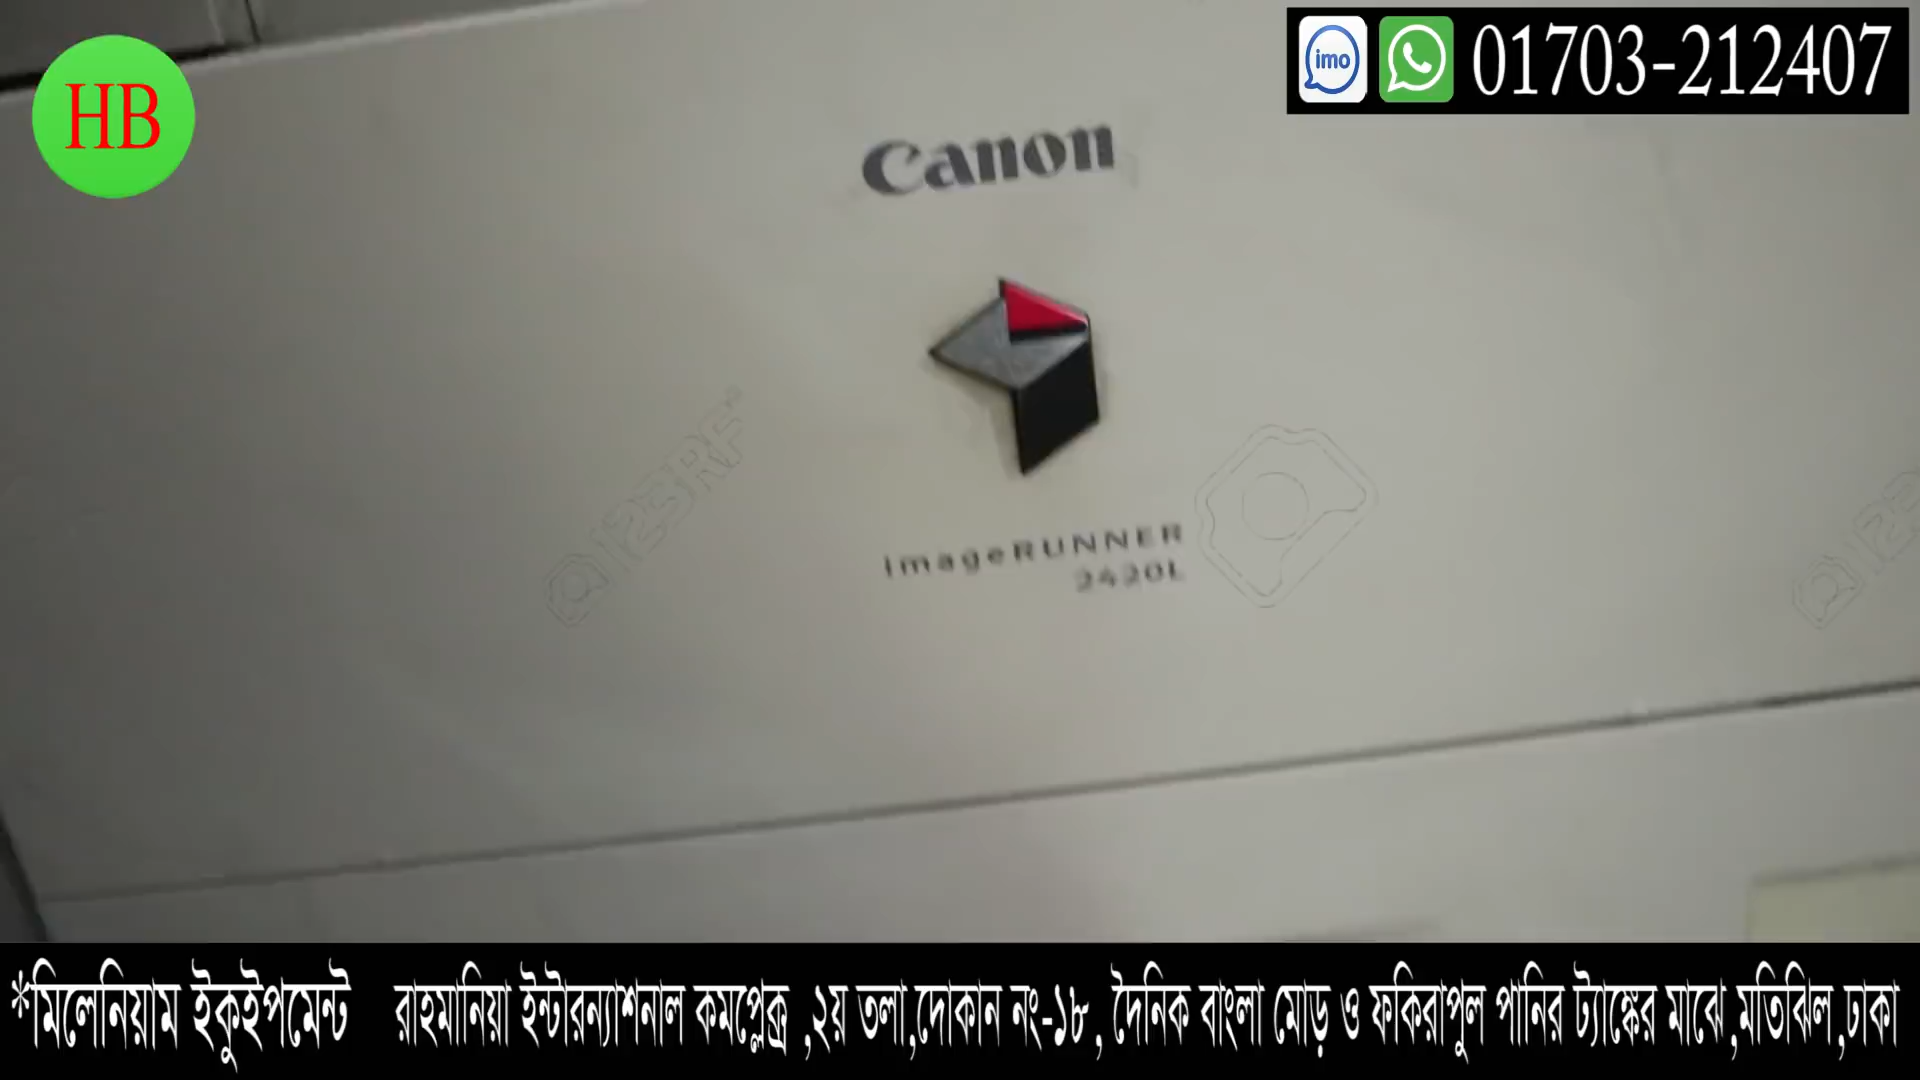 HB
imo 01703-212407
Canon
imageRUNNER
2420L
123RF
*মিলেনিয়াম ইকুইপমেন্ট রাহমানিয়া ইন্টারন্যাশনাল কমপ্লেক্স ,২য় তলা,দোকান নং-১৮, দৈনিক বাংলা মোড় ও ফকিরাপুল পানির ট্যাঙ্কের মাঝে,মতিঝিল,ঢাকা